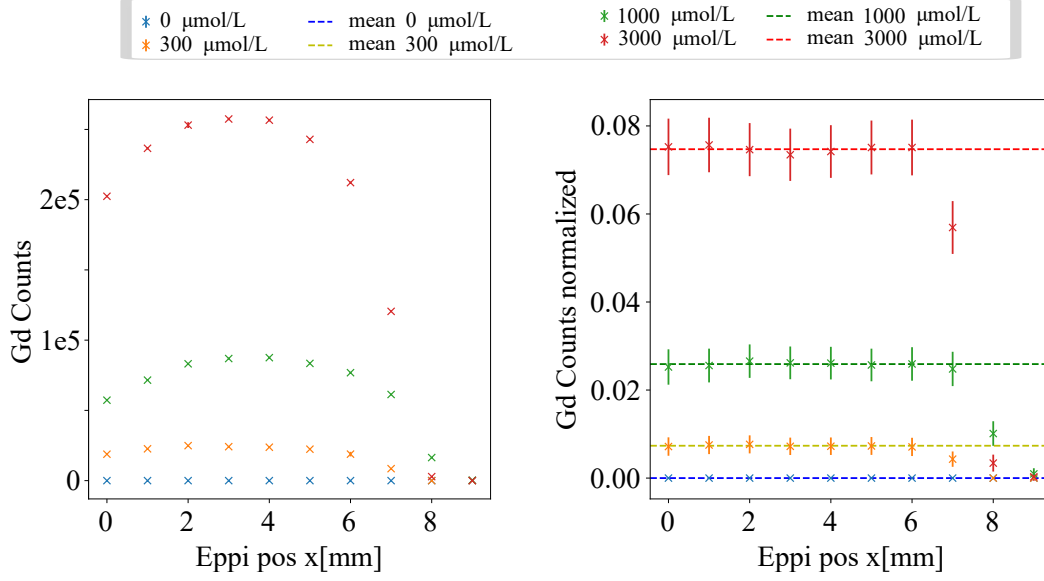 0 μmol/L
mean 0 μmol/L
1000 μmol/L
mean 1000 μmol/L
300 μmol/L
mean 300 μmol/L
3000 μmol/L
mean 3000 μmol/L
Gd Counts
2e5
1e5
0
0 2 4 6 8
Eppi pos x[mm]
Gd Counts normalized
0.08
0.06
0.04
0.02
0.00
0 2 4 6 8
Eppi pos x[mm]